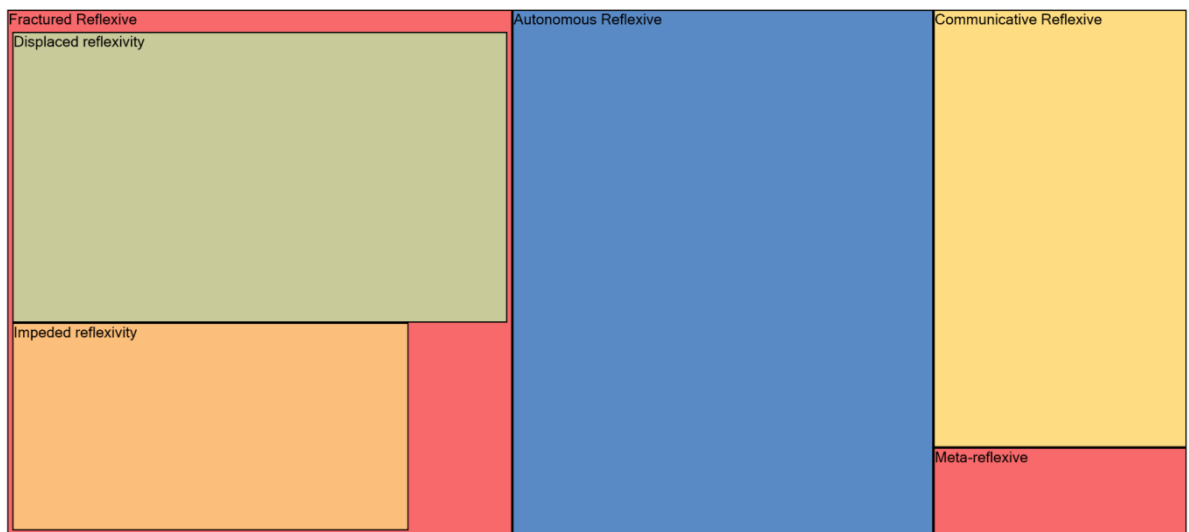 Fractured Reflexive
Displaced reflexivity
Impeded reflexivity
Autonomous Reflexive
Communicative Reflexive
Meta-reflexive